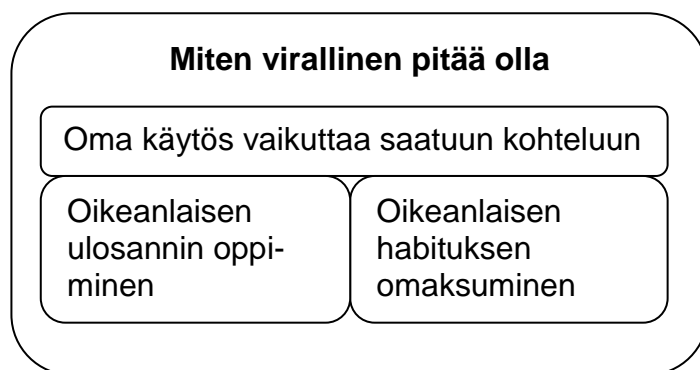 Miten virallinen pitää olla
Oma käytös vaikuttaa saatuun kohteluun
Oikeanlaisen
ulosannin oppi-
minen
Oikeanlaisen
habituksen
omaksuminen